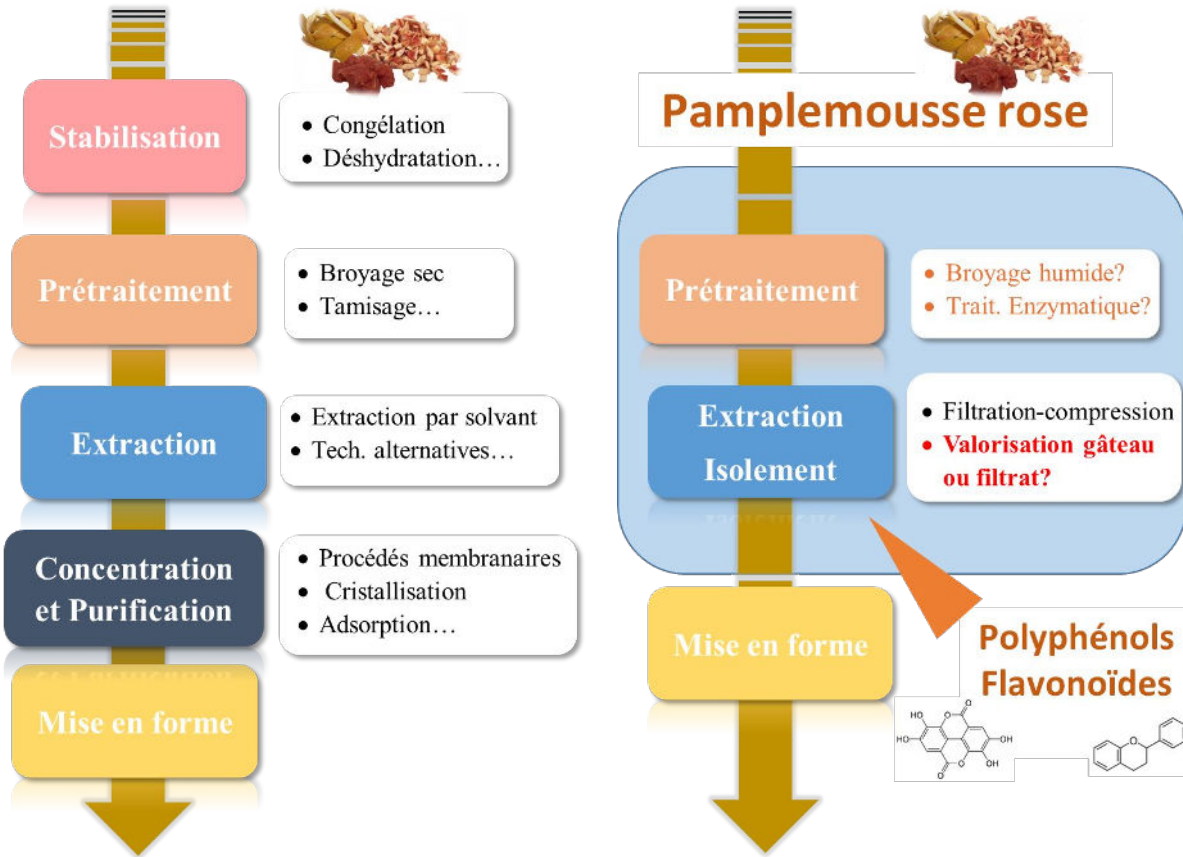 Stabilisation
• Congélation
• Déshydratation…
Prétraitement
• Broyage sec
• Tamisage…
Extraction
• Extraction par solvant
• Tech. alternatives…
Concentration
et Purification
• Procédés membranaires
• Cristallisation
• Adsorption…
Mise en forme
Pamplemousse rose
Prétraitement
• Broyage humide?
• Trait. Enzymatique?
Extraction
Isolement
• Filtration-compression
• Valorisation gâteau
ou filtrat?
Mise en forme
Polyphénols
Flavonoïdes
O
O
HO
HO
OH
OH
O
O
O